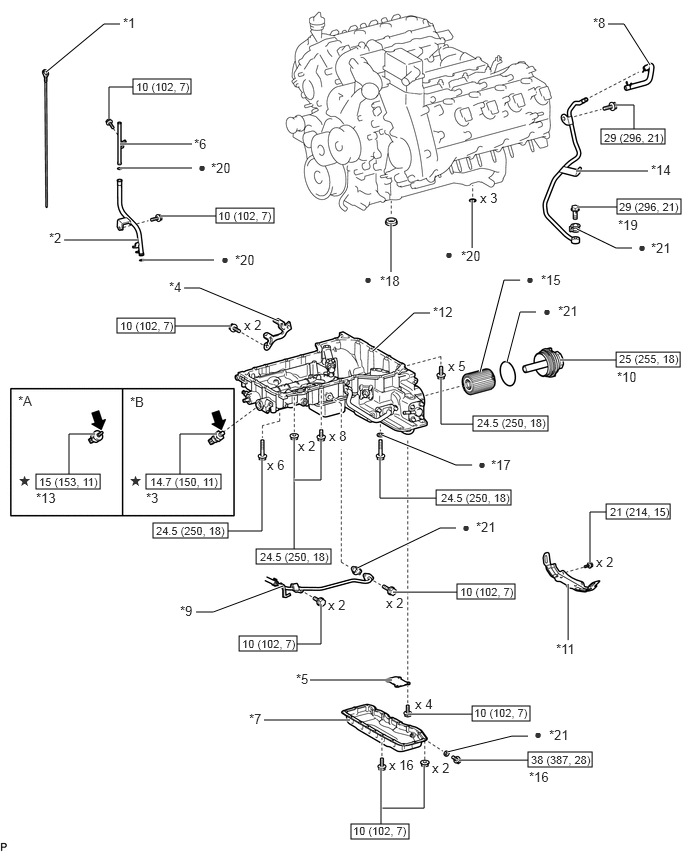 *1
*8
10 (102, 7)
29 (296, 21)
*6
*20
*14
x 3
29 (296, 21)
10 (102, 7)
*19
*2
*21
*20
*20
*18
*4
*15
*12
*21
10 (102, 7)
x 2
25 (255, 18)
x 5
*10
*A
*B
24.5 (250, 18)
x 8
x 2
x 6
*17
15 (153, 11)
14.7 (150, 11)
*13
*3
24.5 (250, 18)
21 (214, 15)
24.5 (250, 18)
*21
24.5 (250, 18)
x 2
10 (102, 7)
x 2
x 2
*9
10 (102, 7)
*11
*5
x 4
10 (102, 7)
*7
*21
38 (387, 28)
x 16
x 2
*16
10 (102, 7)
P